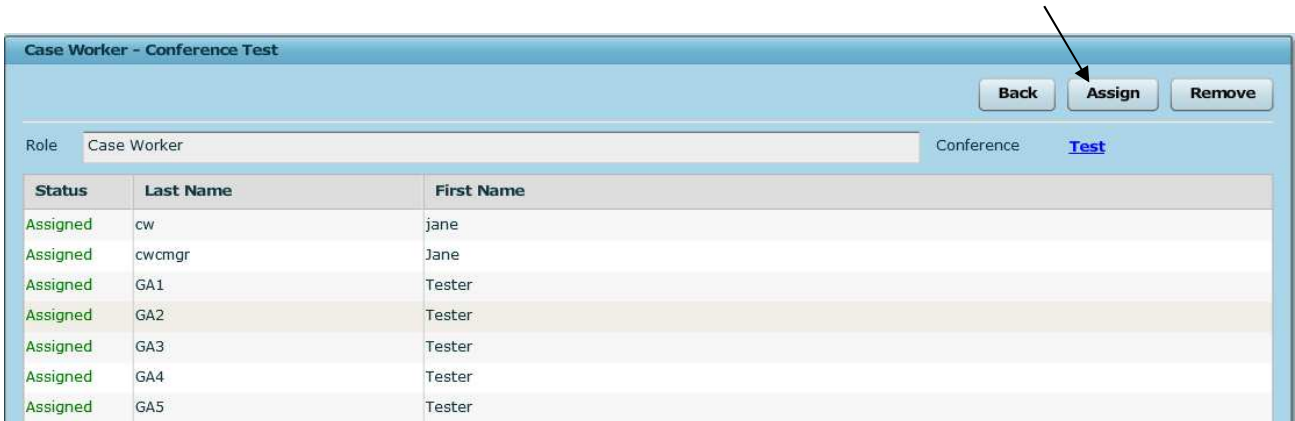 Case Worker - Conference Test
Back Assign Remove
Role Case Worker Conference Test
Status Last Name First Name
Assigned cw jane
Assigned cwcmgr Jane
Assigned GA1 Tester
Assigned GA2 Tester
Assigned GA3 Tester
Assigned GA4 Tester
Assigned GA5 Tester